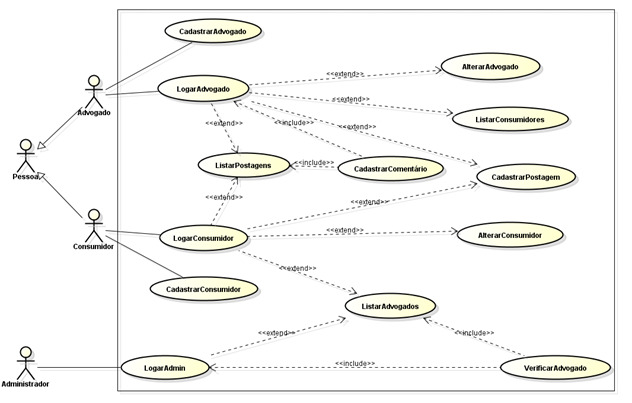 CadastrarAdvogado
AlterarAdvogado
<<extend>>
LogarAdvogado
<<extend>>
Advogado
ListarConsumidores
<<extend>>
<<include>>
<<extend>>
Pessoa
ListarPostagens
<<include>>
CadastrarComentário
CadastrarPostagem
<<extend>>
<<extend>>
Consumidor
LogarConsumidor
AlterarConsumidor
<<extend>>
<<extend>>
CadastrarConsumidor
ListarAdvogados
<<extend>>
<<include>>
Administrador
LogarAdmin
<<include>>
VerificarAdvogado